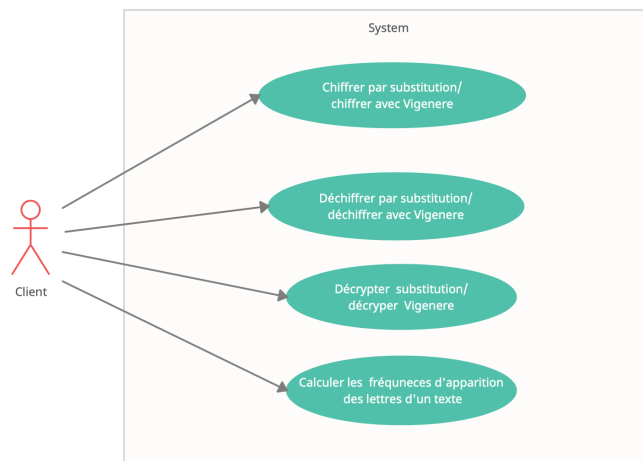 System
Chiffrer par substitution/
chiffrer avec Vigenere
Déchiffrer par substitution/
déchiffrer avec Vigenere
Client
Décrypter  substitution/
décryper  Vigenere
Calculer les  fréquneces d'apparition
des lettres d'un texte